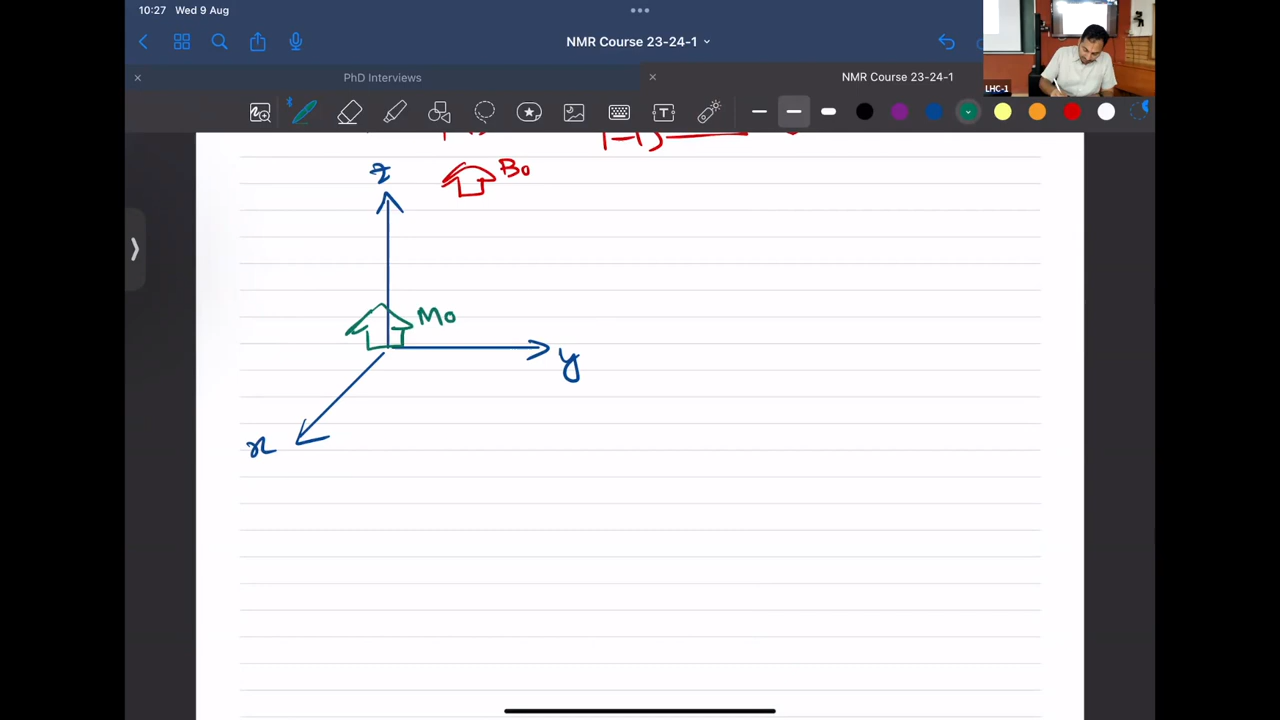 10:27 Wed 9 Aug
NMR Course 23-24-1
PhD Interviews
NMR Course 23-24-1
LHC-1
z
B0
M0
y
x